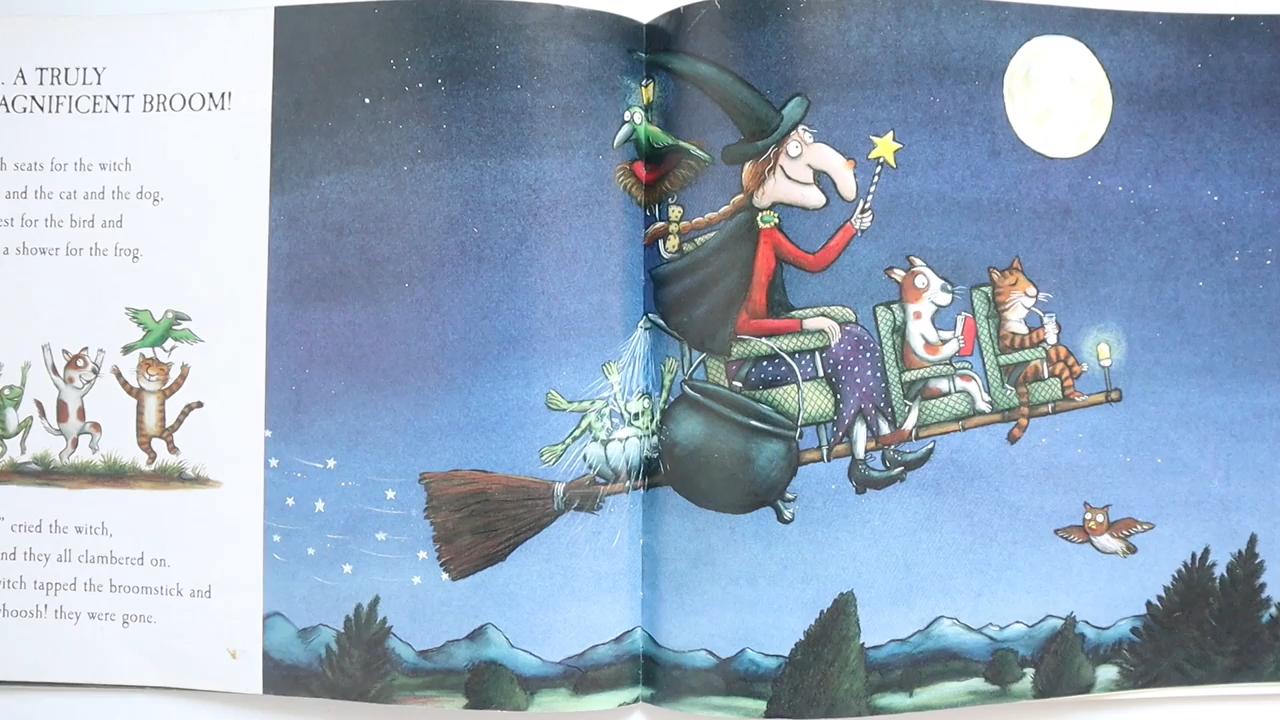 . A TRULY
AGNIFICENT BROOM!
h seats for the witch
and the cat and the dog,
est for the bird and
a shower for the frog.
” cried the witch,
nd they all clambered on.
itch tapped the broomstick and
hoosh! they were gone.